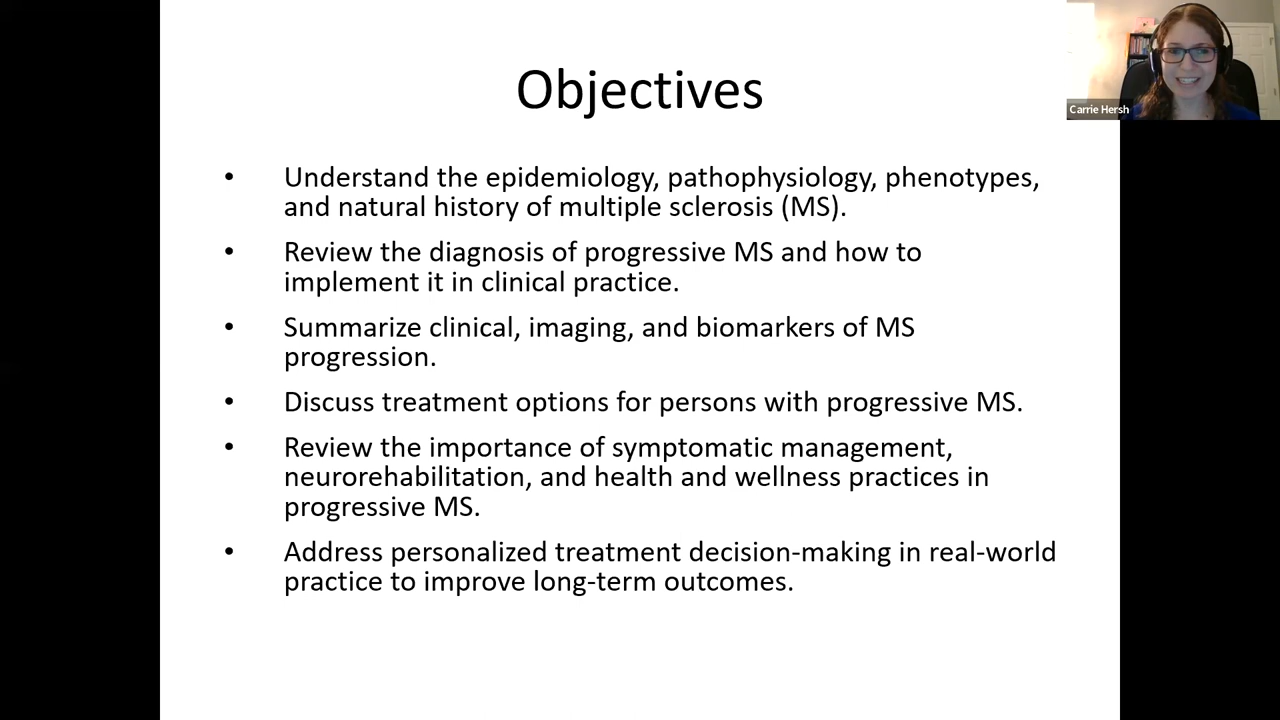 Objectives
Carrie Hersh
• Understand the epidemiology, pathophysiology, phenotypes,
and natural history of multiple sclerosis (MS).
• Review the diagnosis of progressive MS and how to
implement it in clinical practice.
• Summarize clinical, imaging, and biomarkers of MS
progression.
• Discuss treatment options for persons with progressive MS.
• Review the importance of symptomatic management,
neurorehabilitation, and health and wellness practices in
progressive MS.
• Address personalized treatment decision-making in real-world
practice to improve long-term outcomes.